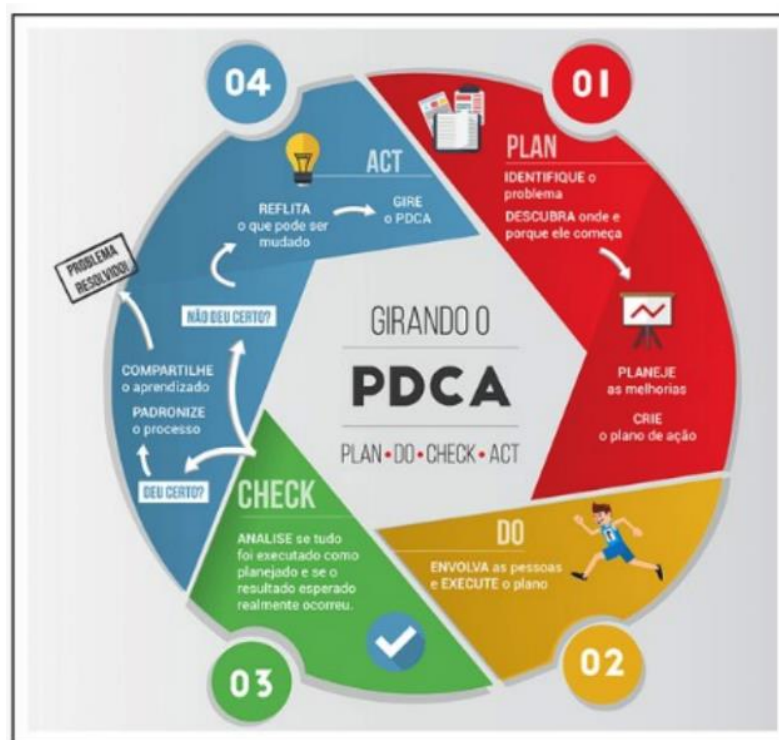 01
PLAN
IDENTIFIQUE o
problema
DESCUBRA onde e
porque ele começa
PLANEJE
as melhorias
CRIE
o plano de ação
02
DO
ENVOLVA as pessoas
e EXECUTE o plano
03
CHECK
ANALISE se tudo
foi executado como
planejado e se o
resultado esperado
realmente ocorreu.
04
ACT
DEU CERTO?
PADRONIZE
o processo
COMPARTILHE
o aprendizado
PROBLEMA
RESOLVIDO!
NÃO DEU CERTO?
REFLITA
o que pode ser
mudado
GIRE
o PDCA
GIRANDO O
PDCA
PLAN•DO•CHECK•ACT